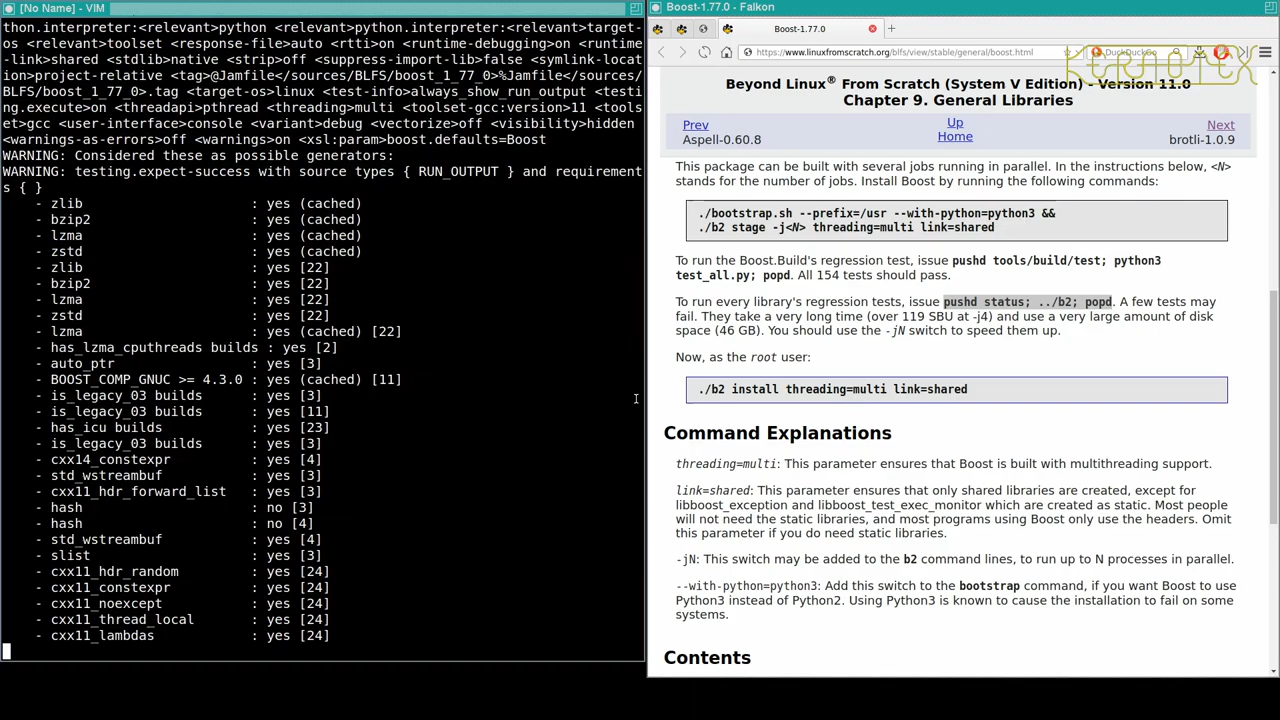 [No Name] - VIM
thon.interpreter:<relevant>python <relevant>python.interpreter:<relevant>target-
os <relevant>toolset <response-file>auto <rtti>on <runtime-debugging>on <runtime
-link>shared <stdlib>native <strip>off <suppress-import-lib>false <symlink-locat
ion>project-relative <tag>@Jamfile</sources/BLFS/boost_1_77_0>%Jamfile</sources/
BLFS/boost_1_77_0>.tag <target-os>linux <test-info>always_show_run_output <testi
ng.execute>on <threadapi>pthread <threading>multi <toolset-gcc:version>11 <tools
et>gcc <user-interface>console <variant>debug <vectorize>off <visibility>hidden
<warnings-as-errors>off <warnings>on <xsl:param>boost.defaults=Boost
WARNING: Considered these as possible generators:
WARNING: testing.expect-success with source types { RUN_OUTPUT } and requirement
s { }
- zlib : yes (cached)
- bzip2 : yes (cached)
- lzma : yes (cached)
- zstd : yes (cached)
- zlib : yes [22]
- bzip2 : yes [22]
- lzma : yes [22]
- zstd : yes [22]
- lzma : yes (cached) [22]
- has_lzma_cputhreads builds : yes [2]
- auto_ptr : yes [3]
- BOOST_COMP_GNUC >= 4.3.0 : yes (cached) [11]
- is_legacy_03 builds : yes [3]
- is_legacy_03 builds : yes [11]
- has_icu builds : yes [23]
- is_legacy_03 builds : yes [3]
- cxx14_constexpr : yes [4]
- std_wstreambuf : yes [3]
- cxx11_hdr_forward_list : yes [3]
- hash : no [3]
- hash : no [4]
- std_wstreambuf : yes [4]
- slist : yes [3]
- cxx11_hdr_random : yes [24]
- cxx11_constexpr : yes [24]
- cxx11_noexcept : yes [24]
- cxx11_thread_local : yes [24]
- cxx11_lambdas : yes [24]
Boost-1.77.0 - Falkon
Boost-1.77.0
https://www.linuxfromscratch.org/blfs/view/stable/general/boost.html
DuckDuckGo
KERNOTEX
Beyond Linux® From Scratch (System V Edition) - Version 11.0
Chapter 9. General Libraries
Prev Up Next
Aspell-0.60.8 Home brotli-1.0.9
This package can be built with several jobs running in parallel. In the instructions below, <N>
stands for the number of jobs. Install Boost by running the following commands:
./bootstrap.sh --prefix=/usr --with-python=python3 &&
./b2 stage -j<N> threading=multi link=shared
To run the Boost.Build's regression test, issue pushd tools/build/test; python3
test_all.py; popd. All 154 tests should pass.
To run every library's regression tests, issue pushd status; ../b2; popd. A few tests may
fail. They take a very long time (over 119 SBU at -j4) and use a very large amount of disk
space (46 GB). You should use the -jN switch to speed them up.
Now, as the root user:
./b2 install threading=multi link=shared
Command Explanations
threading=multi: This parameter ensures that Boost is built with multithreading support.
link=shared: This parameter ensures that only shared libraries are created, except for
libboost_exception and libboost_test_exec_monitor which are created as static. Most people
will not need the static libraries, and most programs using Boost only use the headers. Omit
this parameter if you do need static libraries.
-jN: This switch may be added to the b2 command lines, to run up to N processes in parallel.
--with-python=python3: Add this switch to the bootstrap command, if you want Boost to use
Python3 instead of Python2. Using Python3 is known to cause the installation to fail on some
systems.
Contents